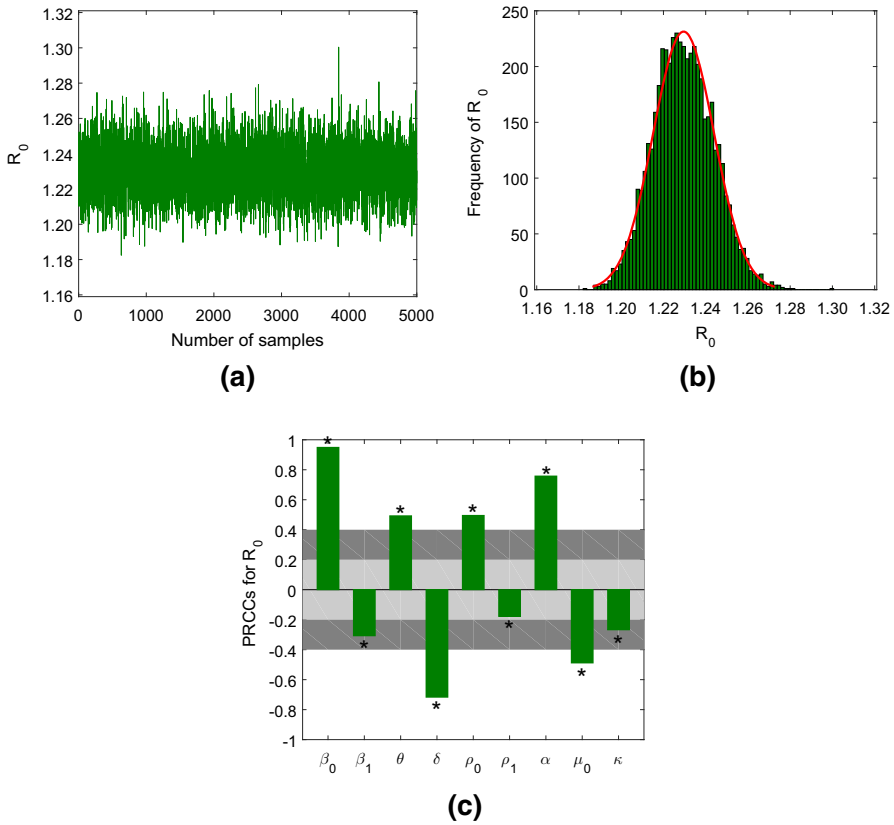 1.32
1.30
1.28
1.26
1.24
1.22
1.20
1.18
1.16
R0
0 1000 2000 3000 4000 5000
Number of samples
(a)
250
200
150
100
50
0
Frequency of R0
1.16 1.18 1.20 1.22 1.24 1.26 1.28 1.30 1.32
R0
(b)
1
0.8
0.6
0.4
0.2
0
-0.2
-0.4
-0.6
-0.8
-1
PRCCs for R0
* * * * * * * * *
β0 β1 θ δ ρ0 ρ1 α μ0 κ
(c)